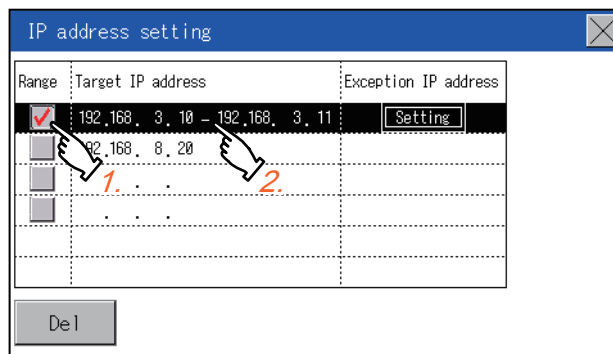 IP address setting
Range Target IP address Exception IP address
192.168. 3. 10 - 192.168. 3. 11 Setting
192.168. 8. 20
1. . . 2.
. . .
Del